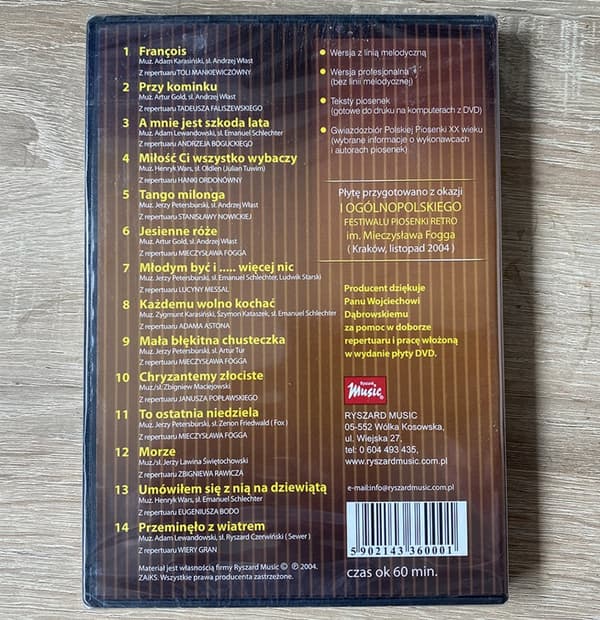 1 François
Muz. Adam Karasiński, sł. Andrzej Włast
Z repertuaru TOLI MANKIEWICZÓWNY
2 Przy kominku
Muz. Artur Gold, sł. Andrzej Włast
Z repertuaru TADEUSZA FALISZEWSKIEGO
3 A mnie jest szkoda lata
Muz. Adam Lewandowski, sł. Emanuel Schlechter
Z repertuaru ANDRZEJA BOGUCKIEGO
4 Miłość Ci wszystko wybaczy
Muz. Henryk Wars, sł. Oldlen (Julian Tuwim)
Z repertuaru HANKI ORDONÓWNY
5 Tango milonga
Muz. Jerzy Petersburski, sł. Andrzej Włast
Z repertuaru STANISŁAWY NOWICKIEJ
6 Jesienne róże
Muz. Artur Gold, sł. Andrzej Włast
Z repertuaru MIECZYSŁAWA FOGGA
7 Młodym być i ..... więcej nic
Muz. Jerzy Petersburski, sł. Emanuel Schlechter, Ludwik Starski
Z repertuaru LUCYNY MESSAL
8 Każdemu wolno kochać
Muz. Zygmunt Karasiński, Szymon Kataszek, sł. Emanuel Schlechter
Z repertuaru ADAMA ASTONA
9 Mała błękitna chusteczka
Muz. Jerzy Petersburski, sł. Artur Tur
Z repertuaru MIECZYSŁAWA FOGGA
10 Chryzantemy złociste
Muz./sł. Zbigniew Maciejowski
Z repertuaru JANUSZA POPŁAWSKIEGO
11 To ostatnia niedziela
Muz. Jerzy Petersburski, sł. Zenon Friedwald ( Fox )
Z repertuaru MIECZYSŁAWA FOGGA
12 Morze
Muz./sł. Jerzy Lawina Świętochowski
Z repertuaru ZBIGNIEWA RAWICZA
13 Umówiłem się z nią na dziewiątą
Muz. Henryk Wars, sł. Emanuel Schlechter
Z repertuaru EUGENIUSZA BODO
14 Przeminęło z wiatrem
Muz. Adam Lewandowski, sł. Ryszard Czerwiński ( Sewer )
Z repertuaru WIERY GRAN
Materiał jest własnością firmy Ryszard Music © ℗ 2004.
ZAiKS. Wszystkie prawa producenta zastrzeżone.
• Wersja z linią melodyczną
• Wersja profesjonalna
(bez linii melodycznej)
• Teksty piosenek
(gotowe do druku na komputerach z DVD)
• Gwiazdozbiór Polskiej Piosenki XX wieku
(wybrane informacje o wykonawcach
i autorach piosenek)
Płytę przygotowano z okazji
I OGÓLNOPOLSKIEGO
FESTIWALU PIOSENKI RETRO
im. Mieczysława Fogga
( Kraków, listopad 2004 )
Producent dziękuje
Panu Wojciechowi
Dąbrowskiemu
za pomoc w doborze
repertuaru i pracę włożoną
w wydanie płyty DVD.
Ryszard
Music ©
RYSZARD MUSIC
05-552 Wólka Kosowska,
ul. Wiejska 27,
tel: 0 604 493 435,
www.ryszardmusic.com.pl
e-mail:info@ryszardmusic.com.pl
5 902143 360001
czas ok 60 min.